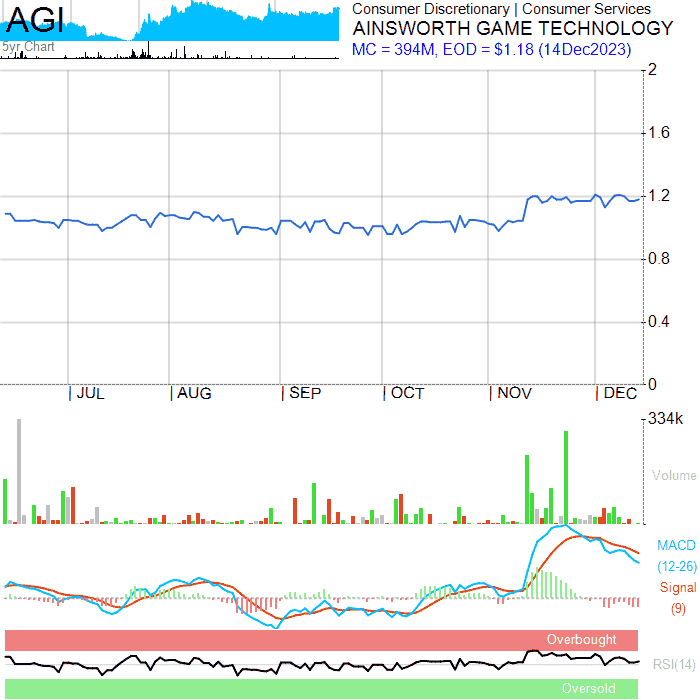 AGI
5yr Chart
Consumer Discretionary | Consumer Services
AINSWORTH GAME TECHNOLOGY
MC = 394M, EOD = $1.18 (14Dec2023)
2
1.6
1.2
0.8
0.4
0
| JUL | AUG | SEP | OCT | NOV | DEC
334k
Volume
MACD
(12-26)
Signal
(9)
Overbought
RSI(14)
Oversold